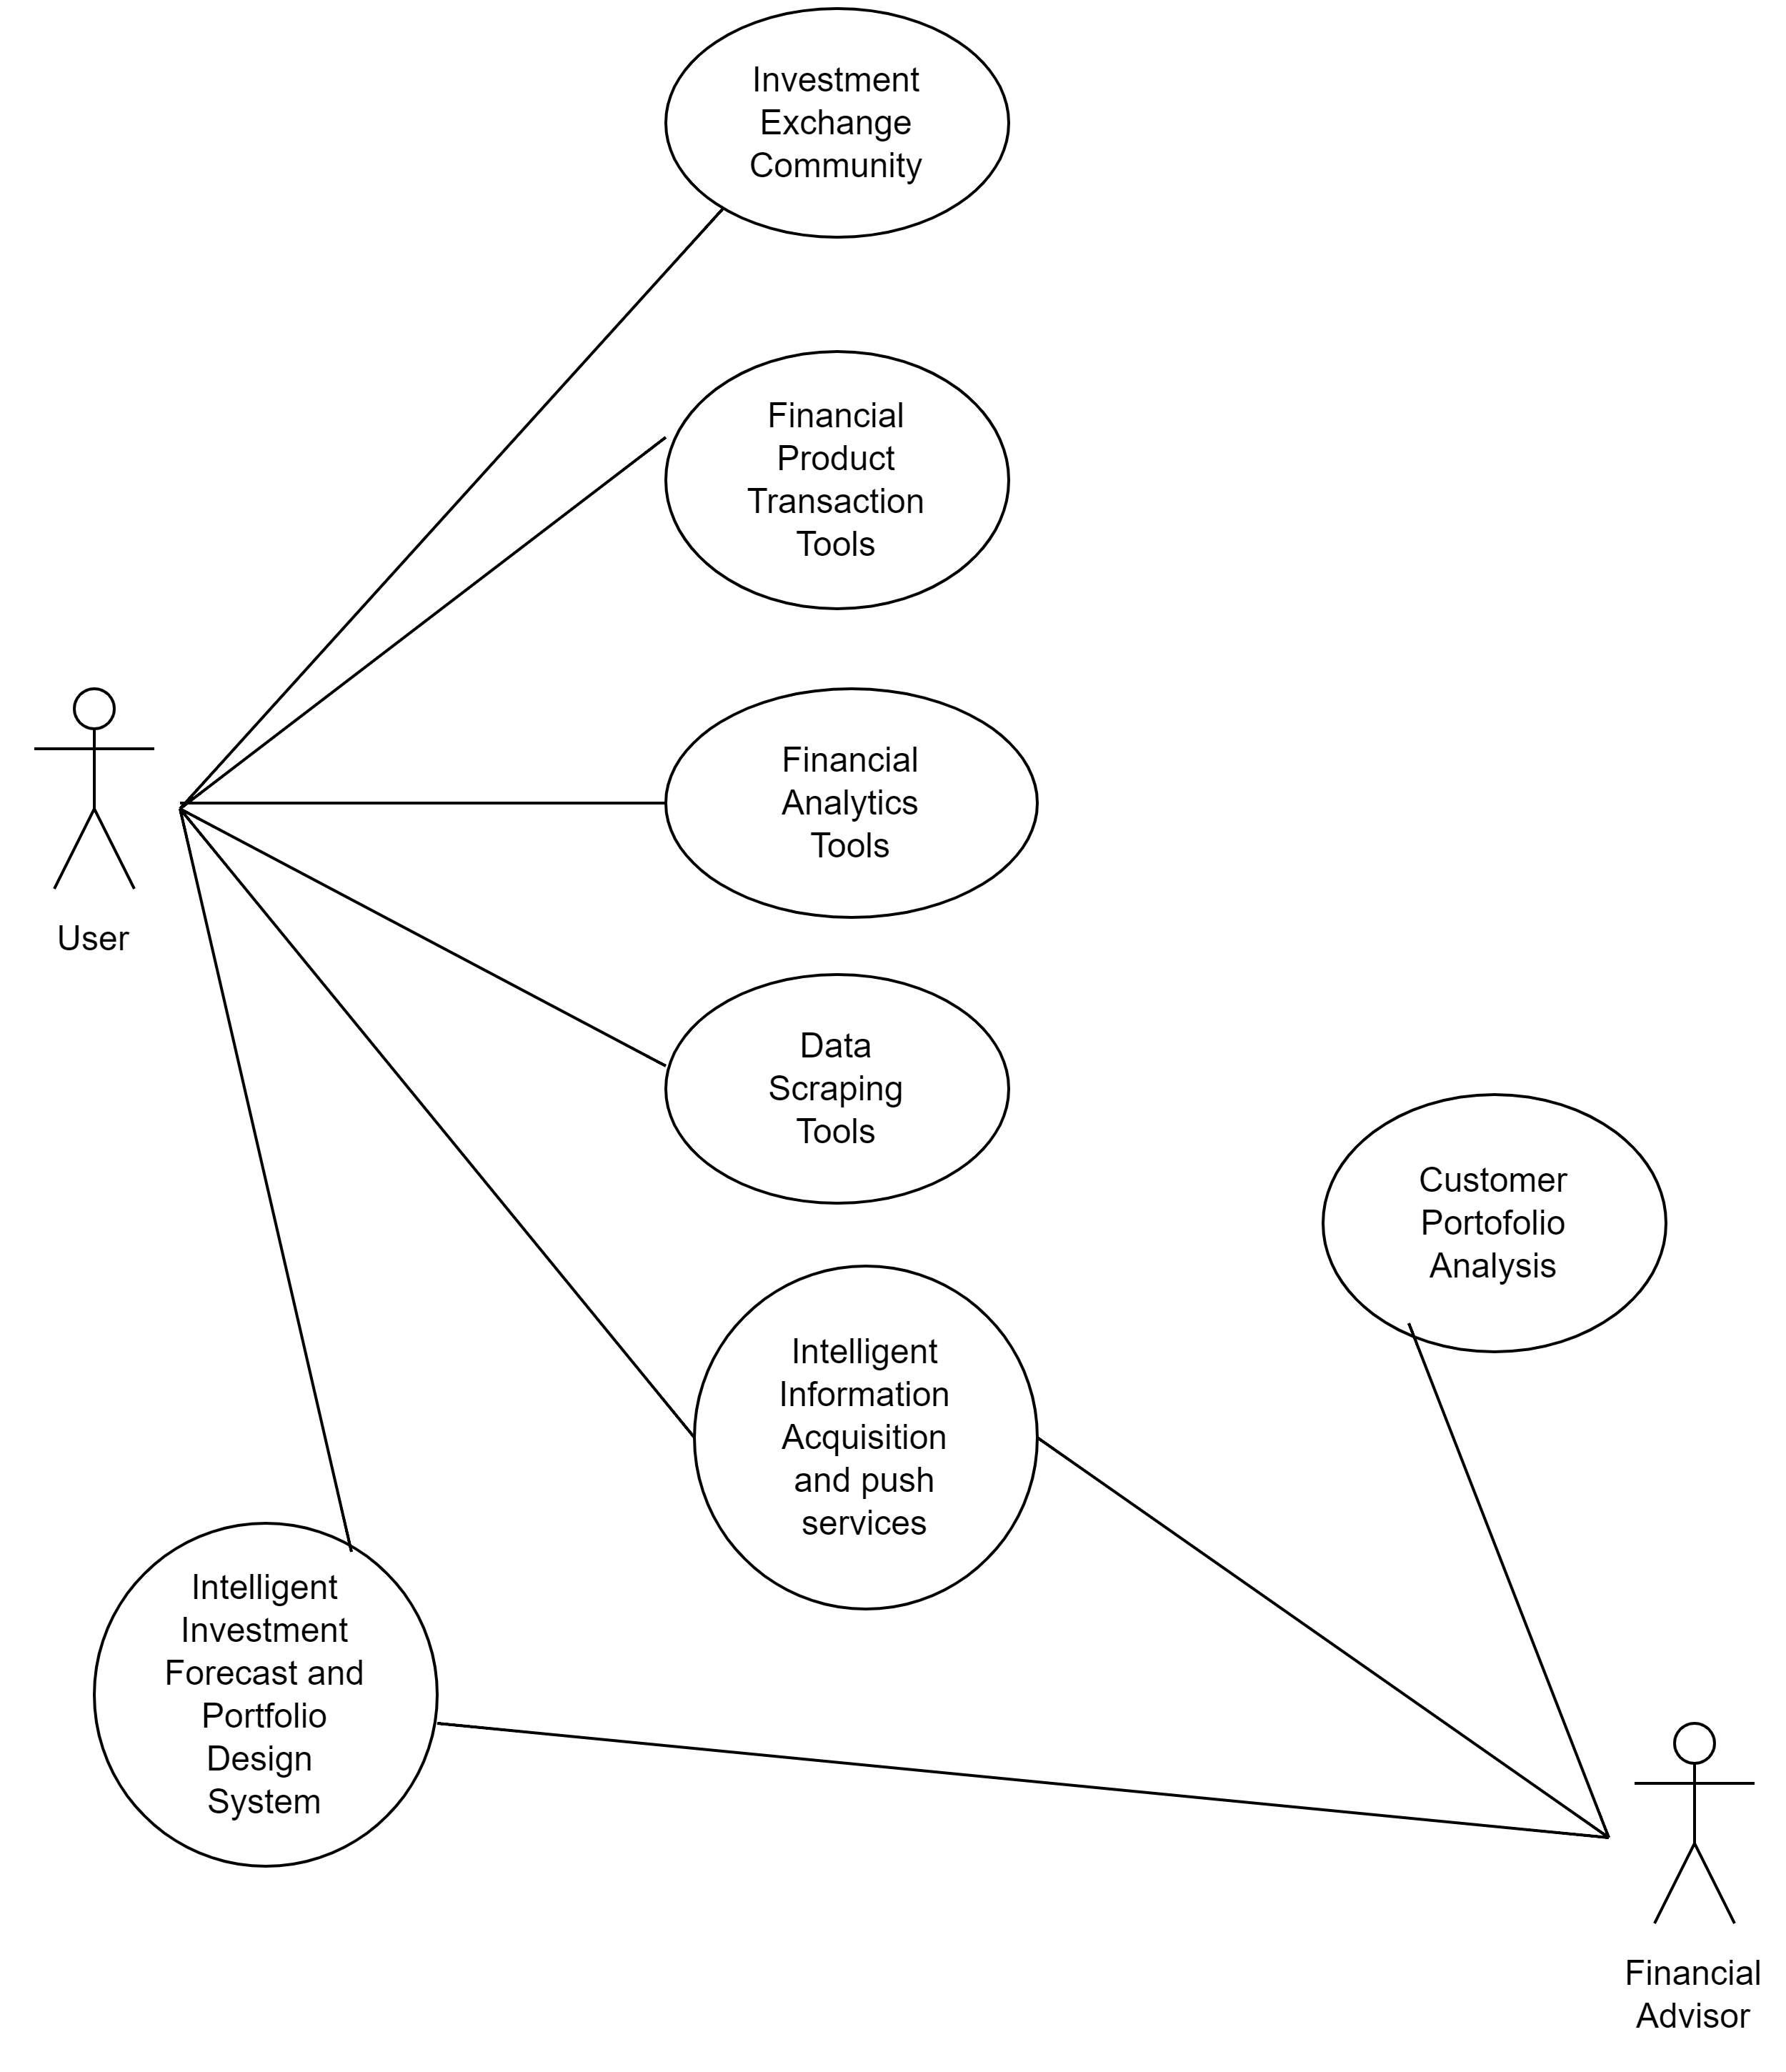 Investment
Exchange
Community
Financial
Product
Transaction
Tools
Financial
Analytics
Tools
User
Data
Scraping
Tools
Customer
Portofolio
Analysis
Intelligent
Information
Acquisition
and push
services
Intelligent
Investment
Forecast and
Portfolio
Design
System
Financial
Advisor